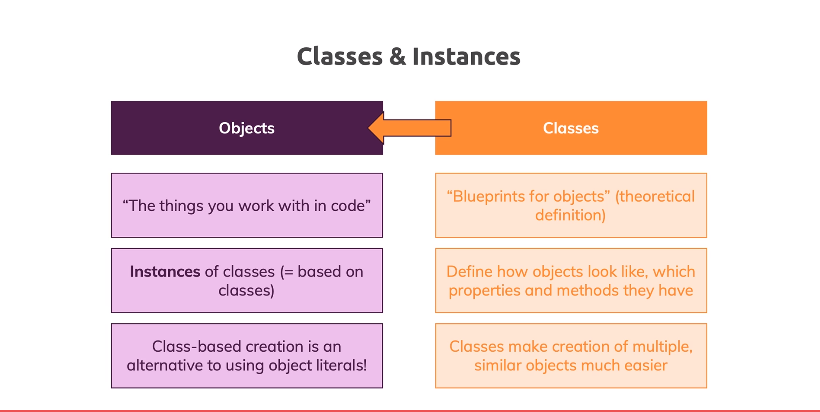 Classes & Instances
Objects
Classes
“The things you work with in code”
“Blueprints for objects” (theoretical
definition)
Instances of classes (= based on
classes)
Define how objects look like, which
properties and methods they have
Class-based creation is an
alternative to using object literals!
Classes make creation of multiple,
similar objects much easier